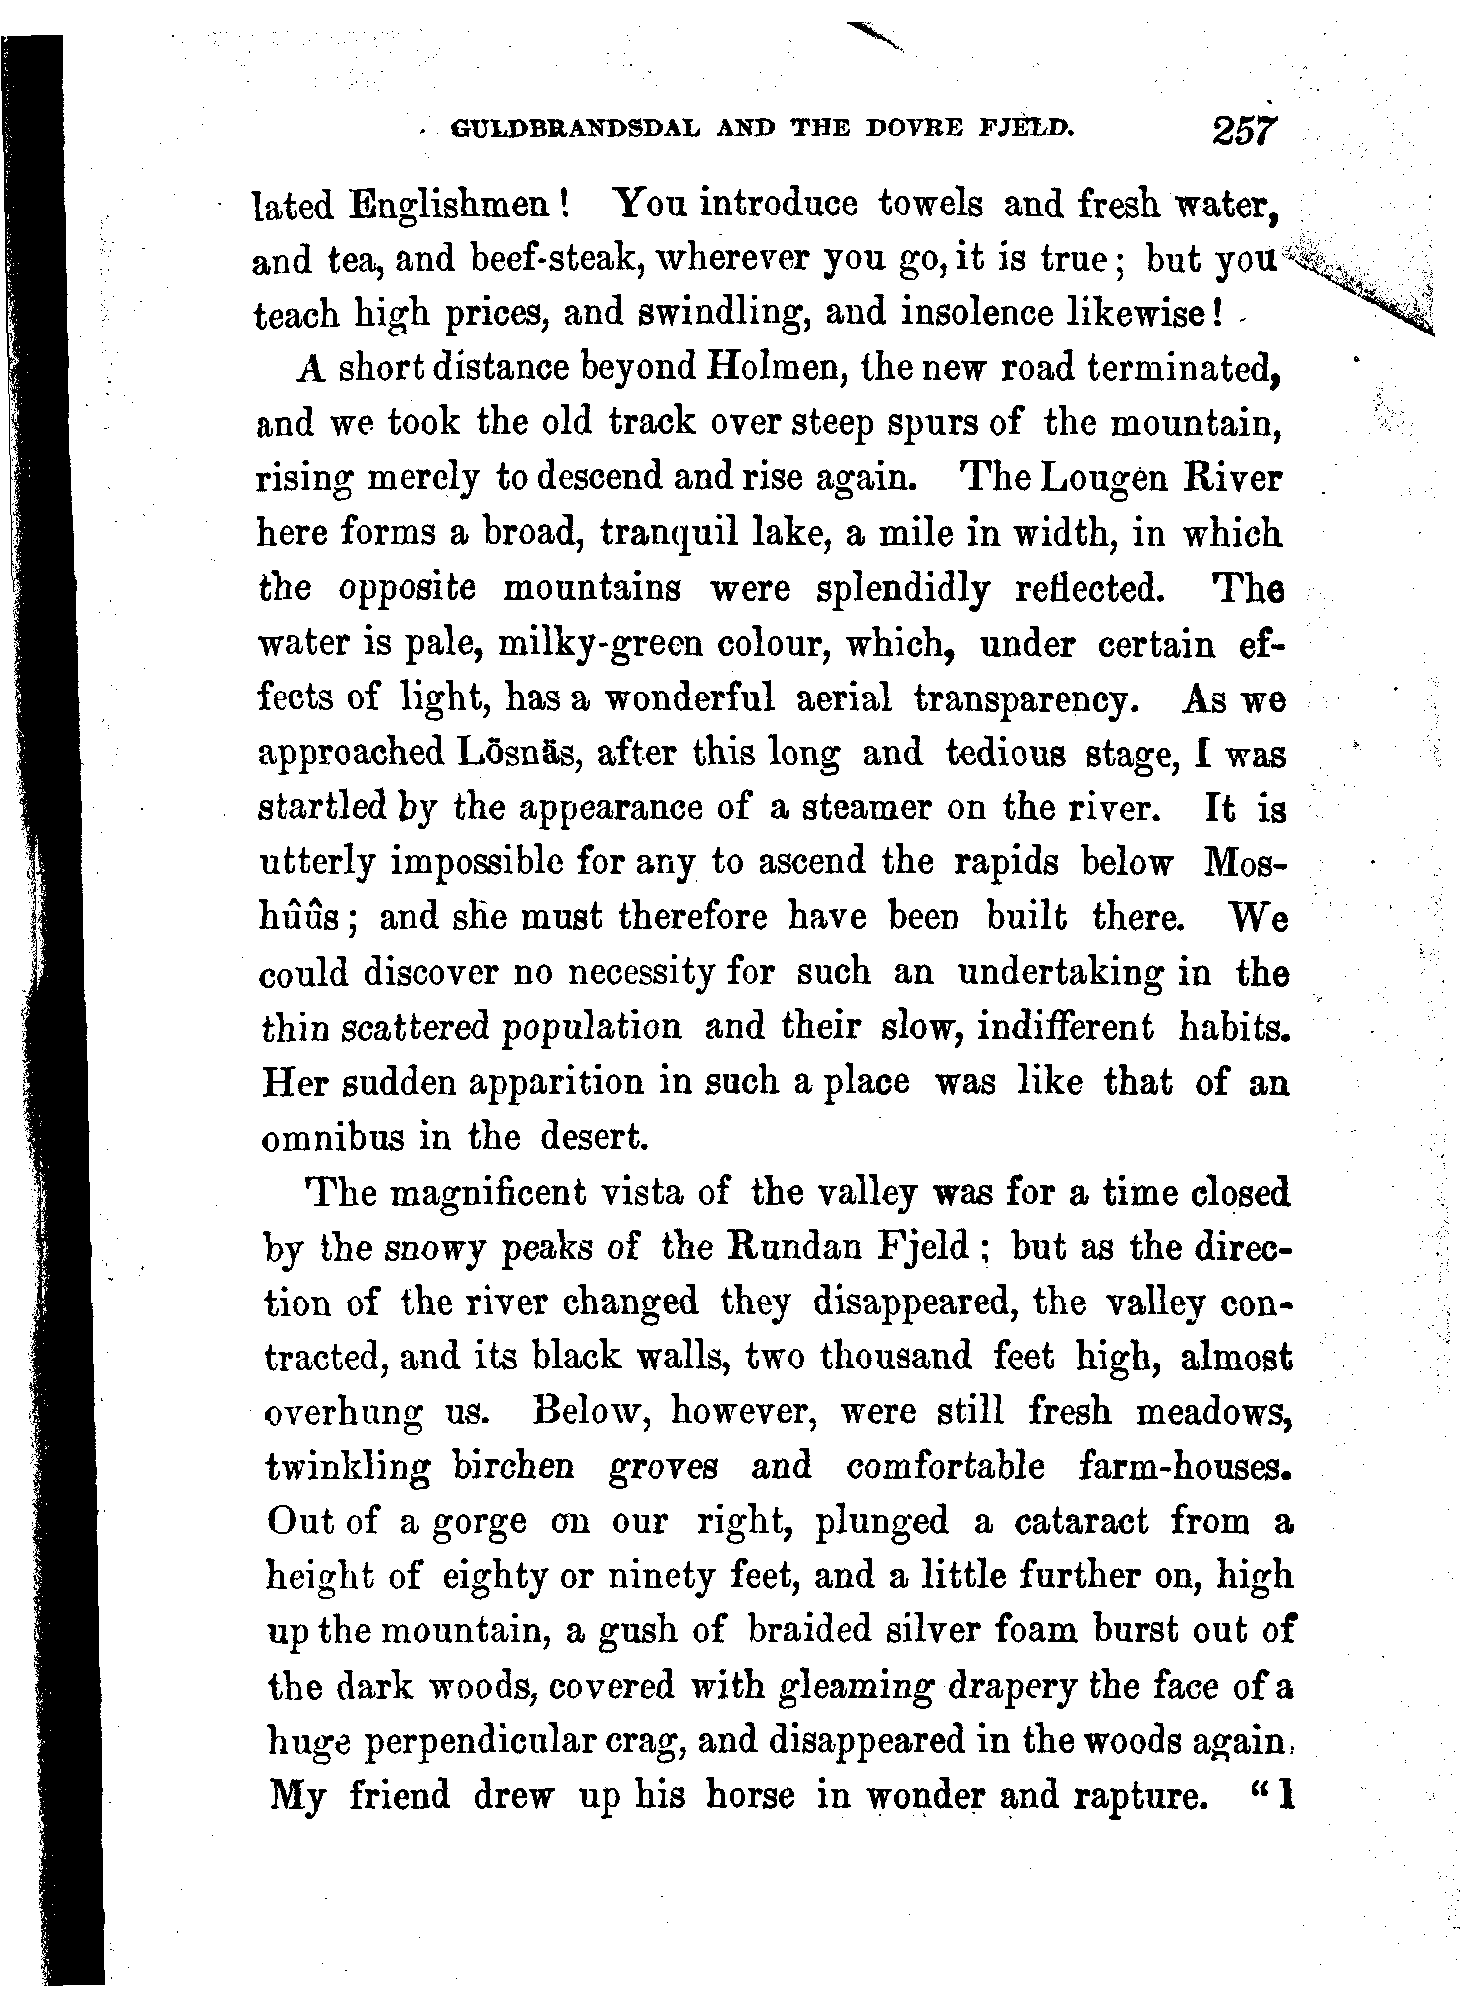 GULDBRANDSDAL AND THE DOVRE FJELD. 257
lated Englishmen! You introduce towels and fresh water,
and tea, and beef-steak, wherever you go, it is true; but you
teach high prices, and swindling, and insolence likewise!
A short distance beyond Holmen, the new road terminated,
and we took the old track over steep spurs of the mountain,
rising merely to descend and rise again. The Lougen River
here forms a broad, tranquil lake, a mile in width, in which
the opposite mountains were splendidly reflected. The
water is pale, milky-green colour, which, under certain ef-
fects of light, has a wonderful aerial transparency. As we
approached Lösnäs, after this long and tedious stage, I was
startled by the appearance of a steamer on the river. It is
utterly impossible for any to ascend the rapids below Mos-
hûûs; and she must therefore have been built there. We
could discover no necessity for such an undertaking in the
thin scattered population and their slow, indifferent habits.
Her sudden apparition in such a place was like that of an
omnibus in the desert.
The magnificent vista of the valley was for a time closed
by the snowy peaks of the Rundan Fjeld; but as the direc-
tion of the river changed they disappeared, the valley con-
tracted, and its black walls, two thousand feet high, almost
overhung us. Below, however, were still fresh meadows,
twinkling birchen groves and comfortable farm-houses.
Out of a gorge on our right, plunged a cataract from a
height of eighty or ninety feet, and a little further on, high
up the mountain, a gush of braided silver foam burst out of
the dark woods, covered with gleaming drapery the face of a
huge perpendicular crag, and disappeared in the woods again.
My friend drew up his horse in wonder and rapture. "I